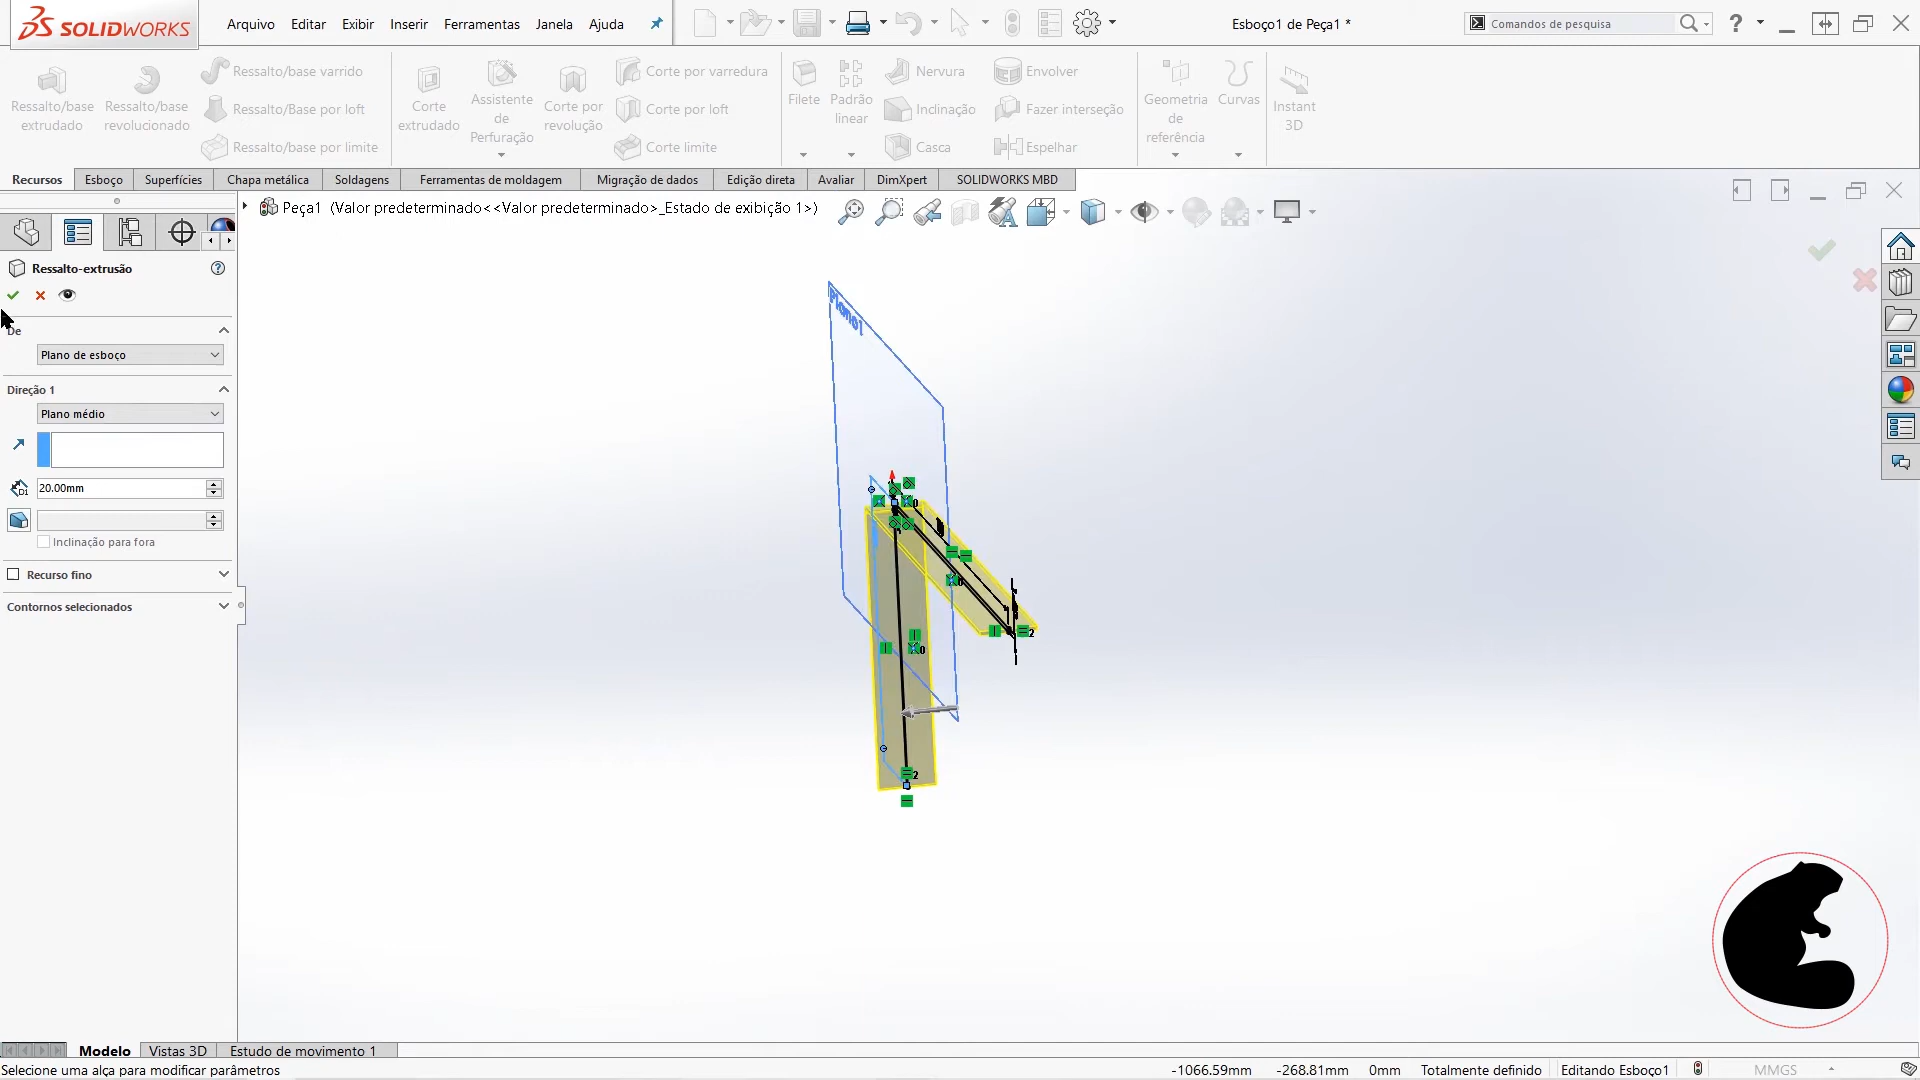 SOLIDWORKS
Arquivo Editar Exibir Inserir Ferramentas Janela Ajuda
Esboço1 de Peça1 *
Comandos de pesquisa
?
Ressalto/base extrudado
Ressalto/base revolucionado
Ressalto/base varrido
Ressalto/Base por loft
Ressalto/base por limite
Corte extrudado
Assistente de Perfuração
Corte por revolução
Corte por varredura
Corte por loft
Corte limite
Filete
Padrão linear
Nervura
Inclinação
Casca
Envolver
Fazer interseção
Espelhar
Geometria de referência
Curvas
Instant 3D
Recursos Esboço Superfícies Chapa metálica Soldagens Ferramentas de moldagem Migração de dados Edição direta Avaliar DimXpert SOLIDWORKS MBD
Peça1 (Valor predeterminado<<Valor predeterminado>_Estado de exibição 1>)
Ressalto-extrusão
De
Plano de esboço
Direção 1
Plano médio
D1
20.00mm
Inclinação para fora
Recurso fino
Contornos selecionados
Plano1
0
0
2
0
2
Modelo Vistas 3D Estudo de movimento 1
Selecione uma alça para modificar parâmetros
-1066.59mm -268.81mm 0mm Totalmente definido Editando Esboço1 MMGS